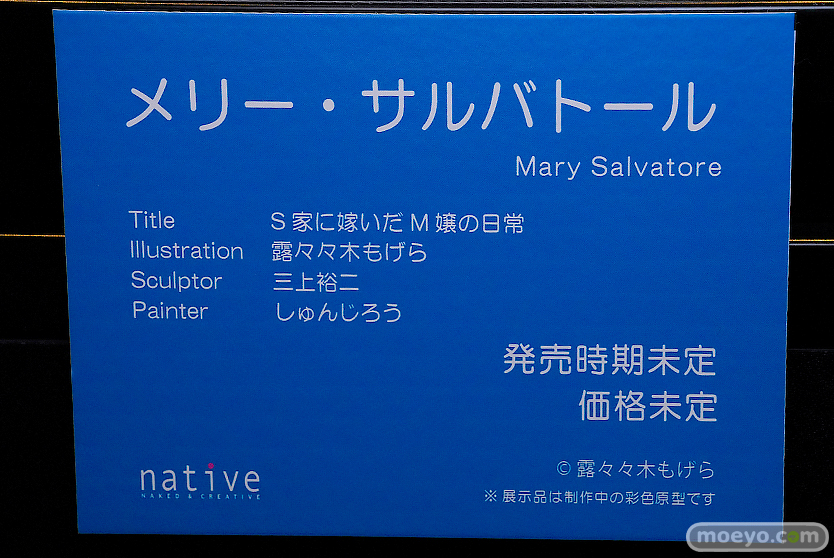 メリー・サルバトール
Mary Salvatore
Title S家に嫁いだM嬢の日常
Illustration 露々々木もげら
Sculptor 三上裕二
Painter しゅんじろう
発売時期未定
価格未定
© 露々々木もげら
※ 展示品は制作中の彩色原型です
native
NAKED & CREATIVE
moeyo.com